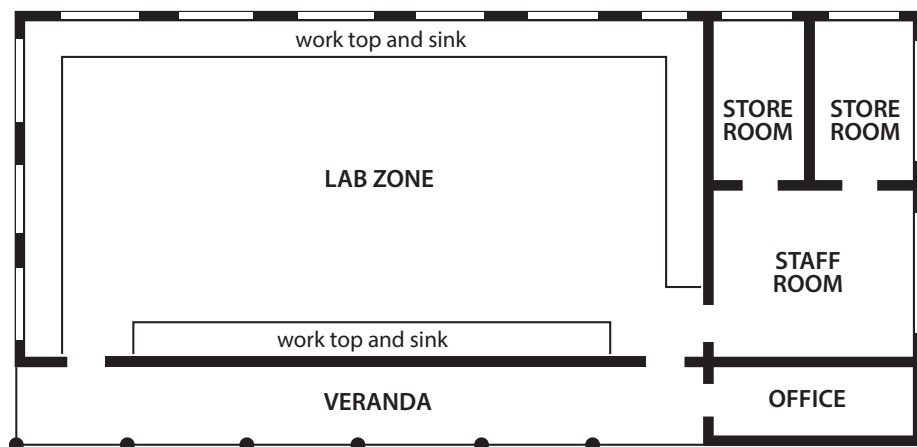 work top and sink
STORE
ROOM
STORE
ROOM
LAB ZONE
STAFF
ROOM
work top and sink
VERANDA
OFFICE